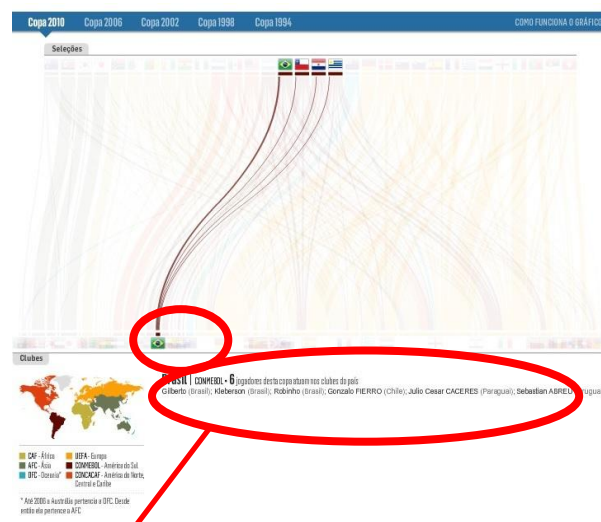 Copa 2010 Copa 2006 Copa 2002 Copa 1998 Copa 1994 COMO FUNCIONA O GRÁFICO
Seleções
Clubes
Brasil | CONMEBOL • 6 jogadores desta copa atuam nos clubes do país
Gilberto (Brasil); Kleberson (Brasil); Robinho (Brasil); Gonzalo FIERRO (Chile); Julio Cesar CACERES (Paraguai); Sebastian ABREU
CAF - África
UEFA - Europa
AFC - Ásia
CONMEBOL - América do Sul
OFC - Oceania*
CONCACAF - América do Norte,
Central e Caribe
* Até 2006 a Austrália pertencia a OFC. Desde
então ela pertence a AFC